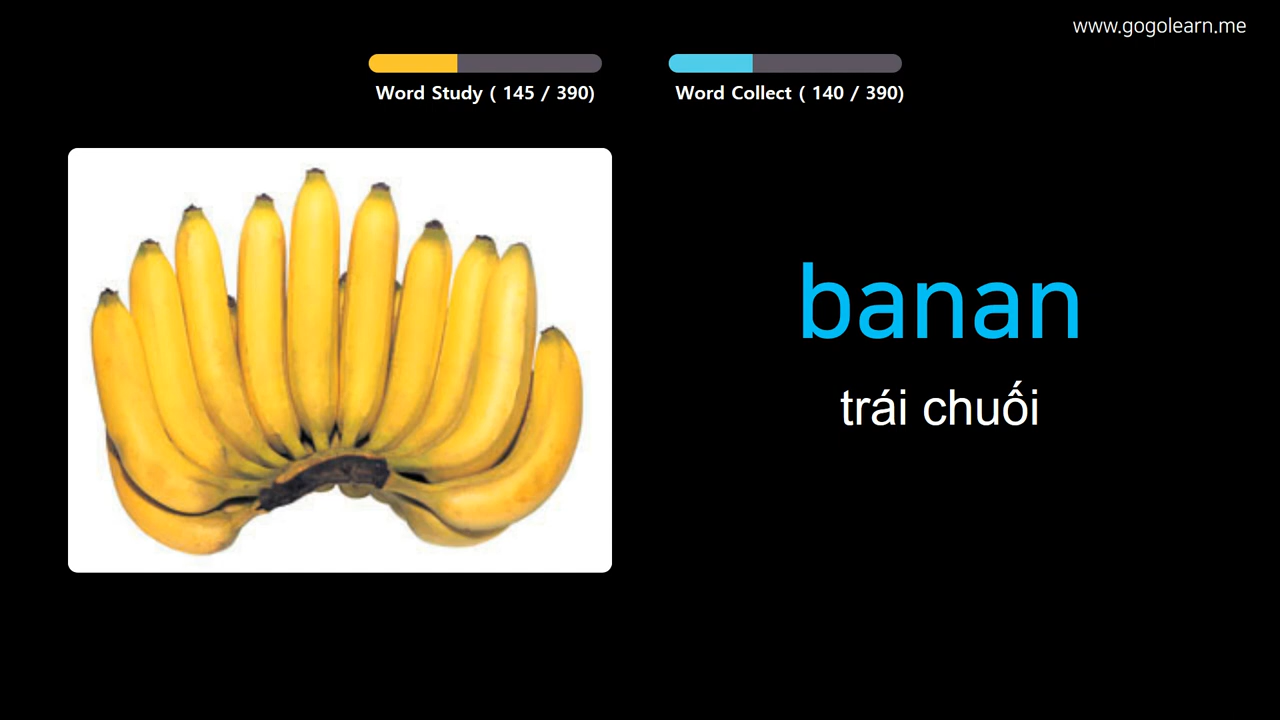 www.gogolearn.me
Word Study ( 145 / 390)
Word Collect ( 140 / 390)
banan
trái chuối